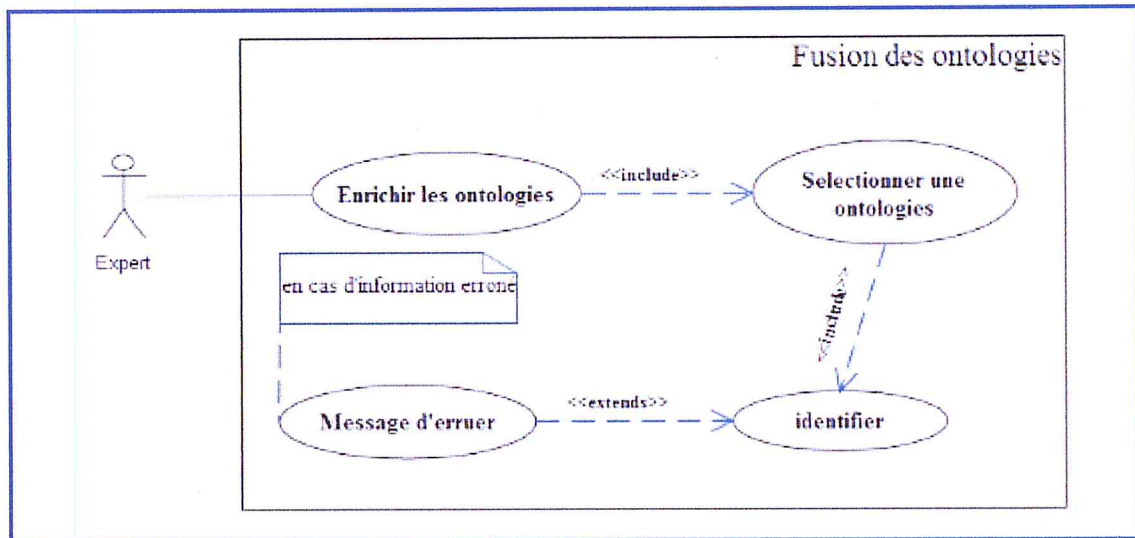 Fusion des ontologies
Enrichir les ontologies
<<include>>
Selectionner une
ontologies
Expert
en cas d'information erroné
<<include>>
Message d'erruer
<<extends>>
identifier